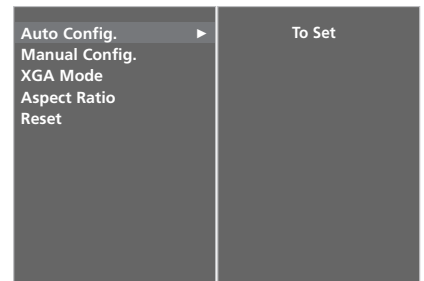 Auto Config. ► To Set
Manual Config.
XGA Mode
Aspect Ratio
Reset